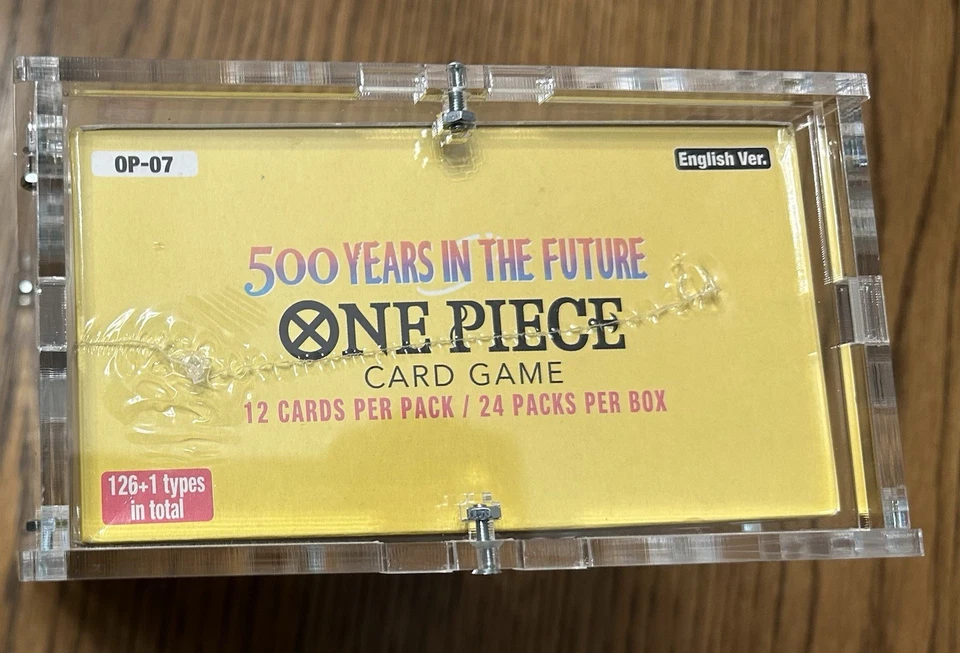 OP-07
English Ver.
500 YEARS IN THE FUTURE
ONE PIECE
CARD GAME
12 CARDS PER PACK / 24 PACKS PER BOX
126+1 types
in total